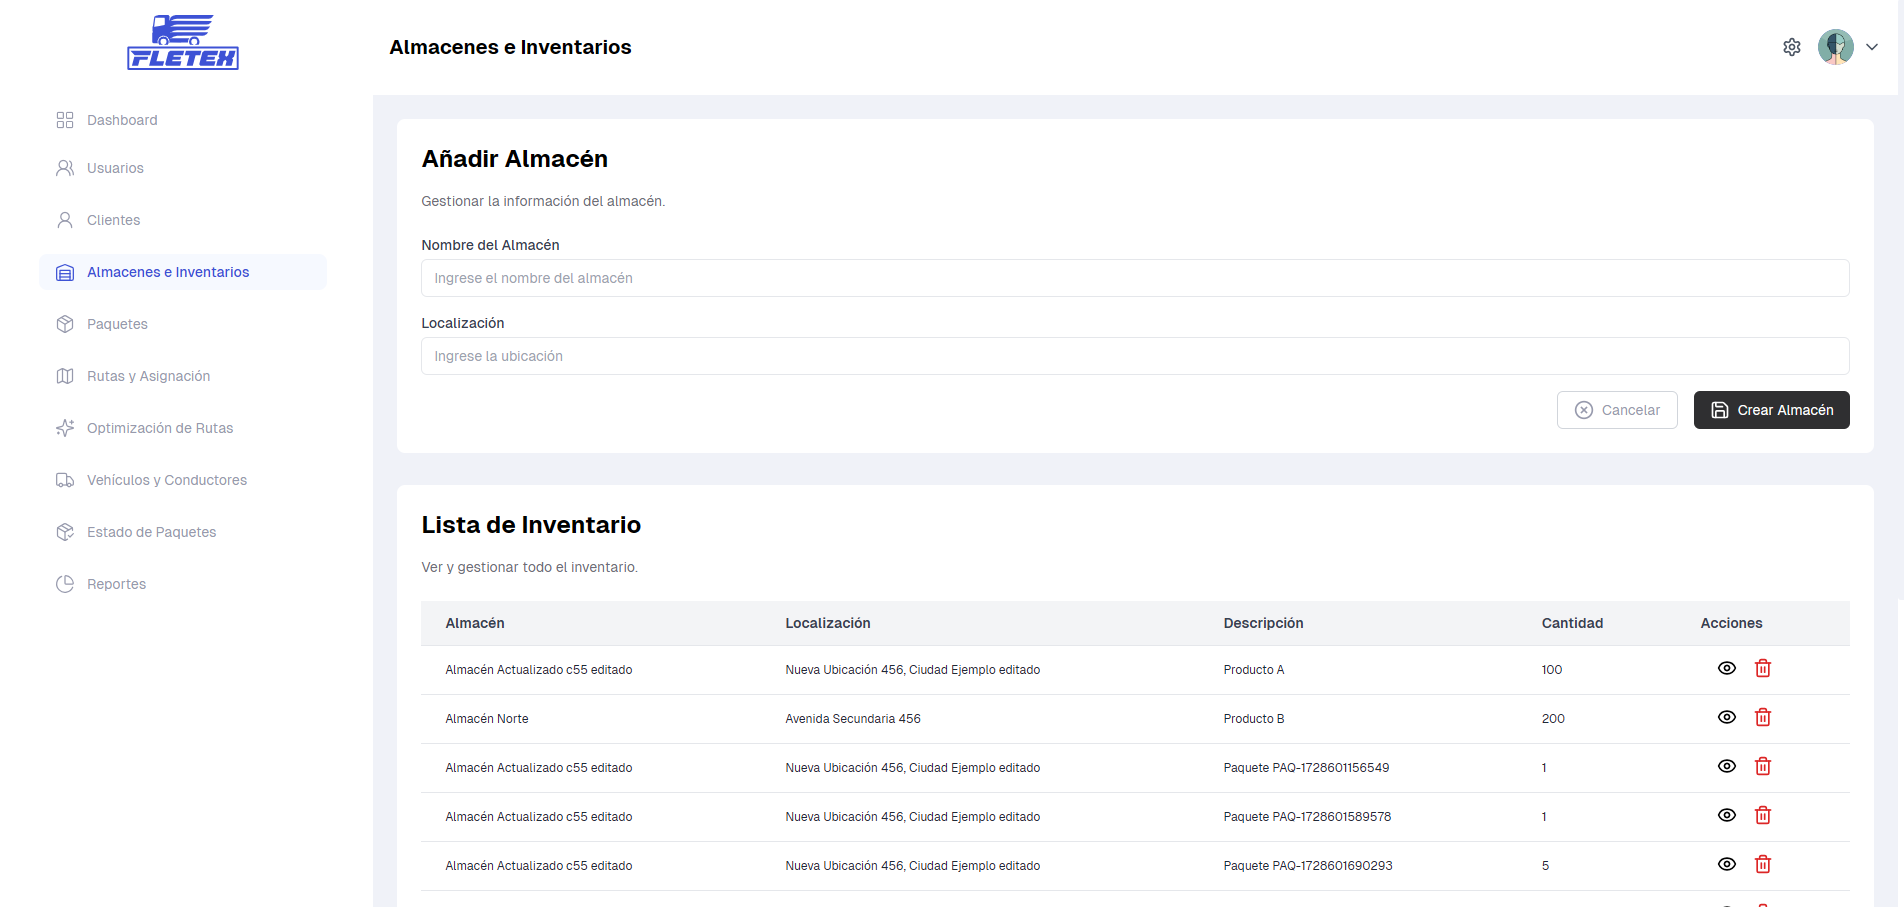 FLETEX
Almacenes e Inventarios
Dashboard
Usuarios
Clientes
Almacenes e Inventarios
Paquetes
Rutas y Asignación
Optimización de Rutas
Vehículos y Conductores
Estado de Paquetes
Reportes
Añadir Almacén
Gestionar la información del almacén.
Nombre del Almacén
Ingrese el nombre del almacén
Localización
Ingrese la ubicación
Cancelar Crear Almacén
Lista de Inventario
Ver y gestionar todo el inventario.
Almacén Localización Descripción Cantidad Acciones
Almacén Actualizado c55 editado Nueva Ubicación 456, Ciudad Ejemplo editado Producto A 100
Almacén Norte Avenida Secundaria 456 Producto B 200
Almacén Actualizado c55 editado Nueva Ubicación 456, Ciudad Ejemplo editado Paquete PAQ-1728601156549 1
Almacén Actualizado c55 editado Nueva Ubicación 456, Ciudad Ejemplo editado Paquete PAQ-1728601589578 1
Almacén Actualizado c55 editado Nueva Ubicación 456, Ciudad Ejemplo editado Paquete PAQ-1728601690293 5